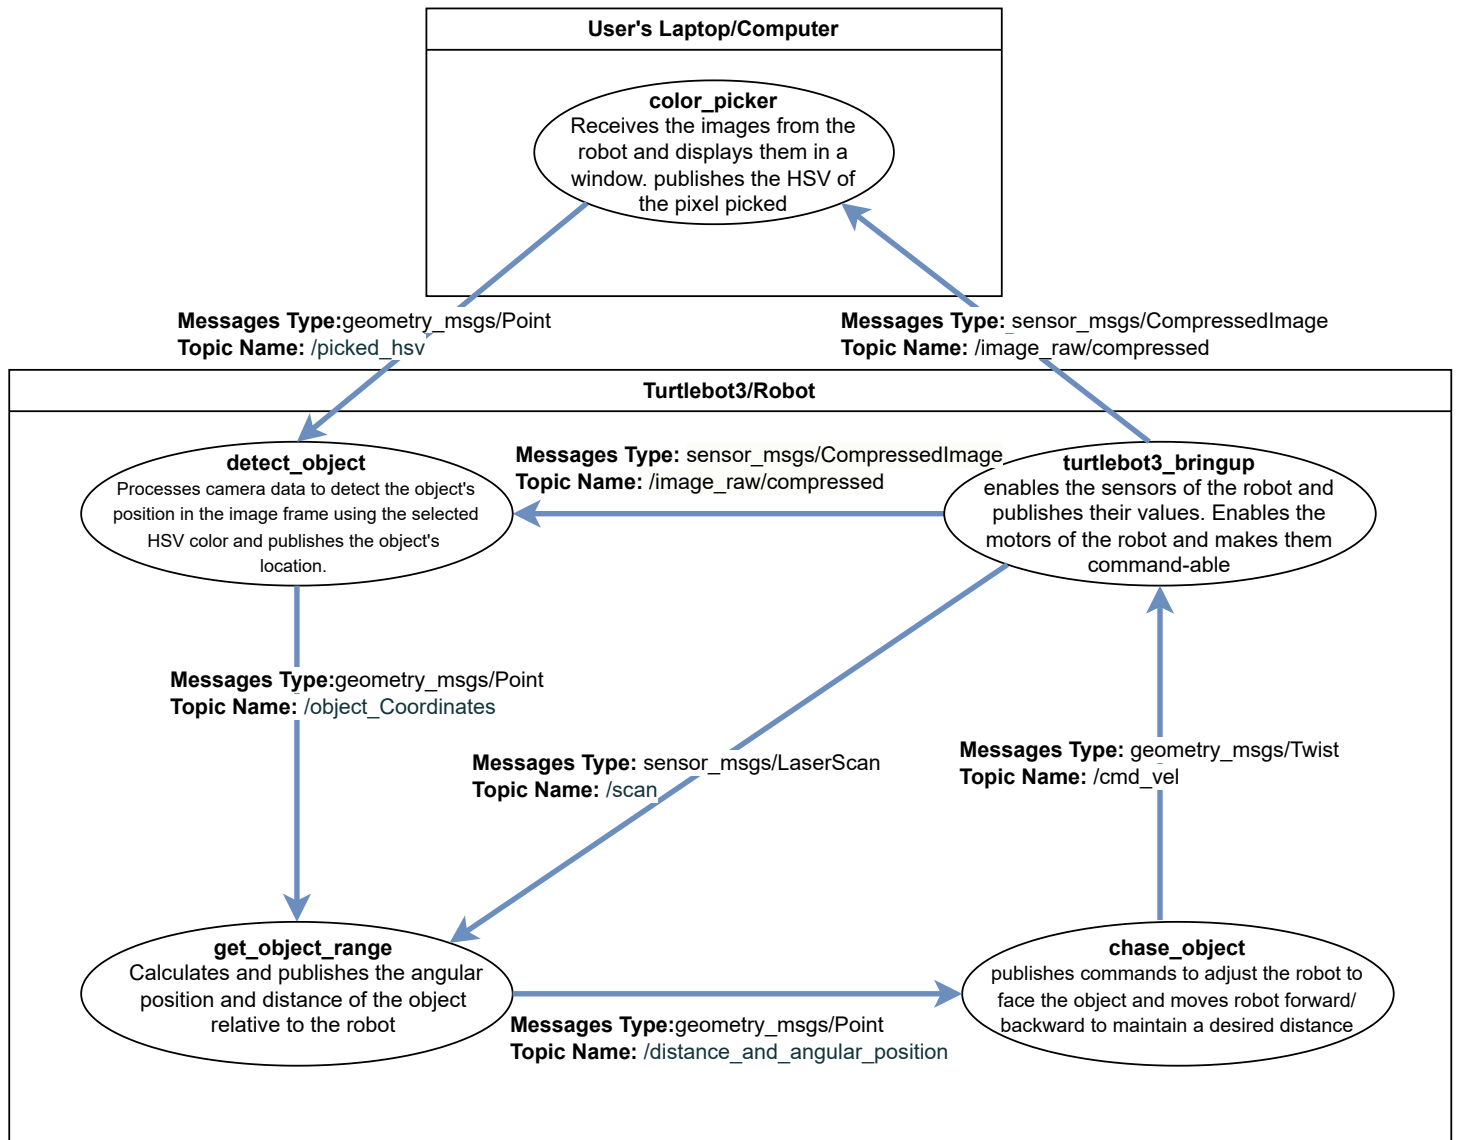 User's Laptop/Computer
color_picker
Receives the images from the
robot and displays them in a
window. publishes the HSV of
the pixel picked
Messages Type:geometry_msgs/Point
Topic Name: /picked_hsv
Messages Type: sensor_msgs/CompressedImage
Topic Name: /image_raw/compressed
Turtlebot3/Robot
detect_object
Processes camera data to detect the object's
position in the image frame using the selected
HSV color and publishes the object's
location.
Messages Type: sensor_msgs/CompressedImage
Topic Name: /image_raw/compressed
turtlebot3_bringup
enables the sensors of the robot and
publishes their values. Enables the
motors of the robot and makes them
command-able
Messages Type:geometry_msgs/Point
Topic Name: /object_Coordinates
Messages Type: sensor_msgs/LaserScan
Topic Name: /scan
Messages Type: geometry_msgs/Twist
Topic Name: /cmd_vel
get_object_range
Calculates and publishes the angular
position and distance of the object
relative to the robot
Messages Type:geometry_msgs/Point
Topic Name: /distance_and_angular_position
chase_object
publishes commands to adjust the robot to
face the object and moves robot forward/
backward to maintain a desired distance